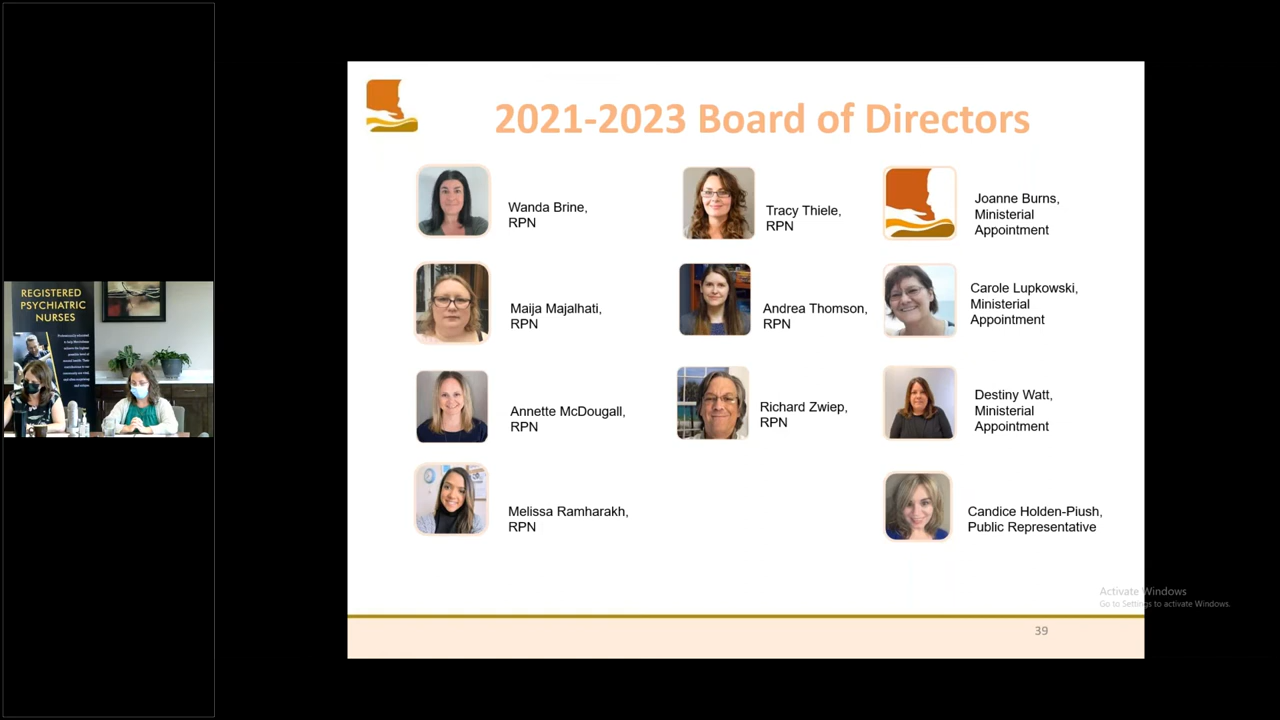 2021-2023 Board of Directors
Wanda Brine,
RPN
Tracy Thiele,
RPN
Joanne Burns,
Ministerial
Appointment
Maija Majalhati,
RPN
Andrea Thomson,
RPN
Carole Lupkowski,
Ministerial
Appointment
Annette McDougall,
RPN
Richard Zwiep,
RPN
Destiny Watt,
Ministerial
Appointment
Melissa Ramharakh,
RPN
Candice Holden-Piush,
Public Representative
39
Activate Windows
Go to Settings to activate Windows.
REGISTERED
PSYCHIATRIC
NURSES